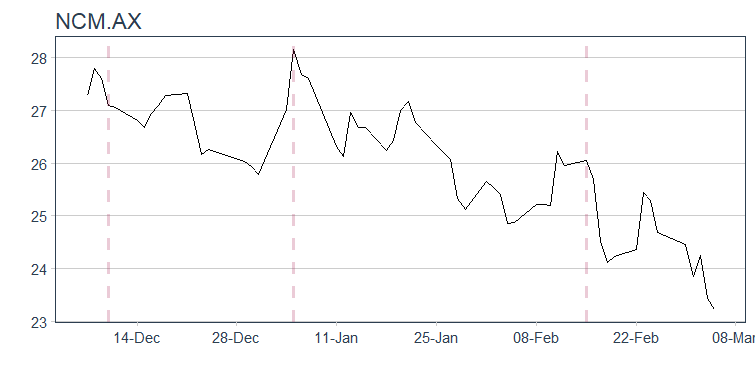 NCM.AX
28
27
26
25
24
23
14-Dec
28-Dec
11-Jan
25-Jan
08-Feb
22-Feb
08-Mar